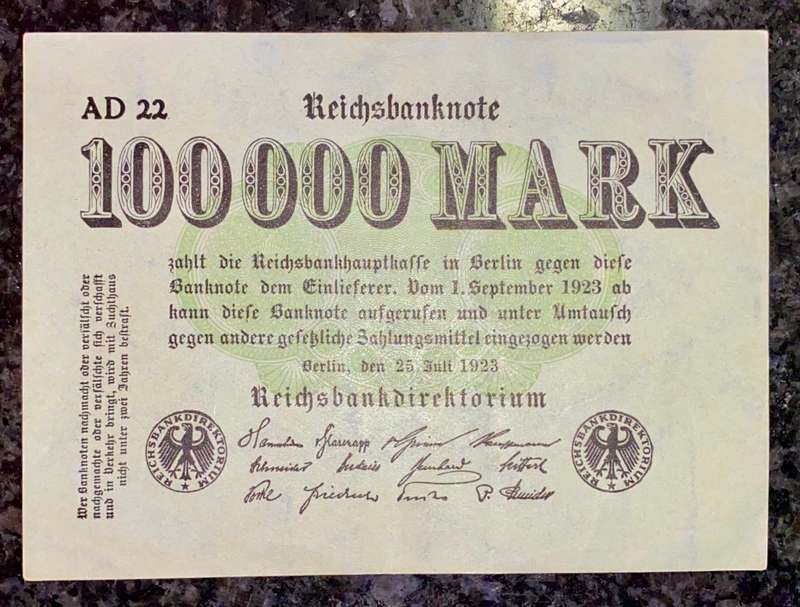 AD 22
Reichsbanknote
100000 MARK
zahlt die Reichsbankhauptkasse in Berlin gegen diese
Banknote dem Einlieferer. Vom 1. September 1923 ab
kann diese Banknote aufgerufen und unter Umtausch
gegen andere gesetzliche Zahlungsmittel eingezogen werden
Berlin, den 25. Juli 1923
Reichsbankdirektorium
Wer Banknoten nachmacht oder verfälscht oder
nachgemachte oder verfälschte sich verschafft
und in Verkehr bringt, wird mit Zuchthaus
nicht unter zwei Jahren bestraft.
REICHSBANKDIREKTORIUM
REICHSBANKDIREKTORIUM
Schneider
Friedrich
P. Schneider